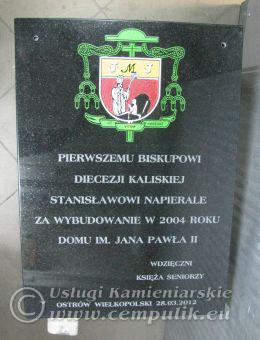 J M J
PIERWSZEMU BISKUPOWI
DIECEZJI KALISKIEJ
STANISŁAWOWI NAPIERALE
ZA WYBUDOWANIE W 2004 ROKU
DOMU IM. JANA PAWŁA II
WDZIĘCZNI
KSIĘŻA SENIORZY
OSTRÓW WIELKOPOLSKI 28.03.2012
© Usługi Kamieniarskie
© www.cempulik.eu